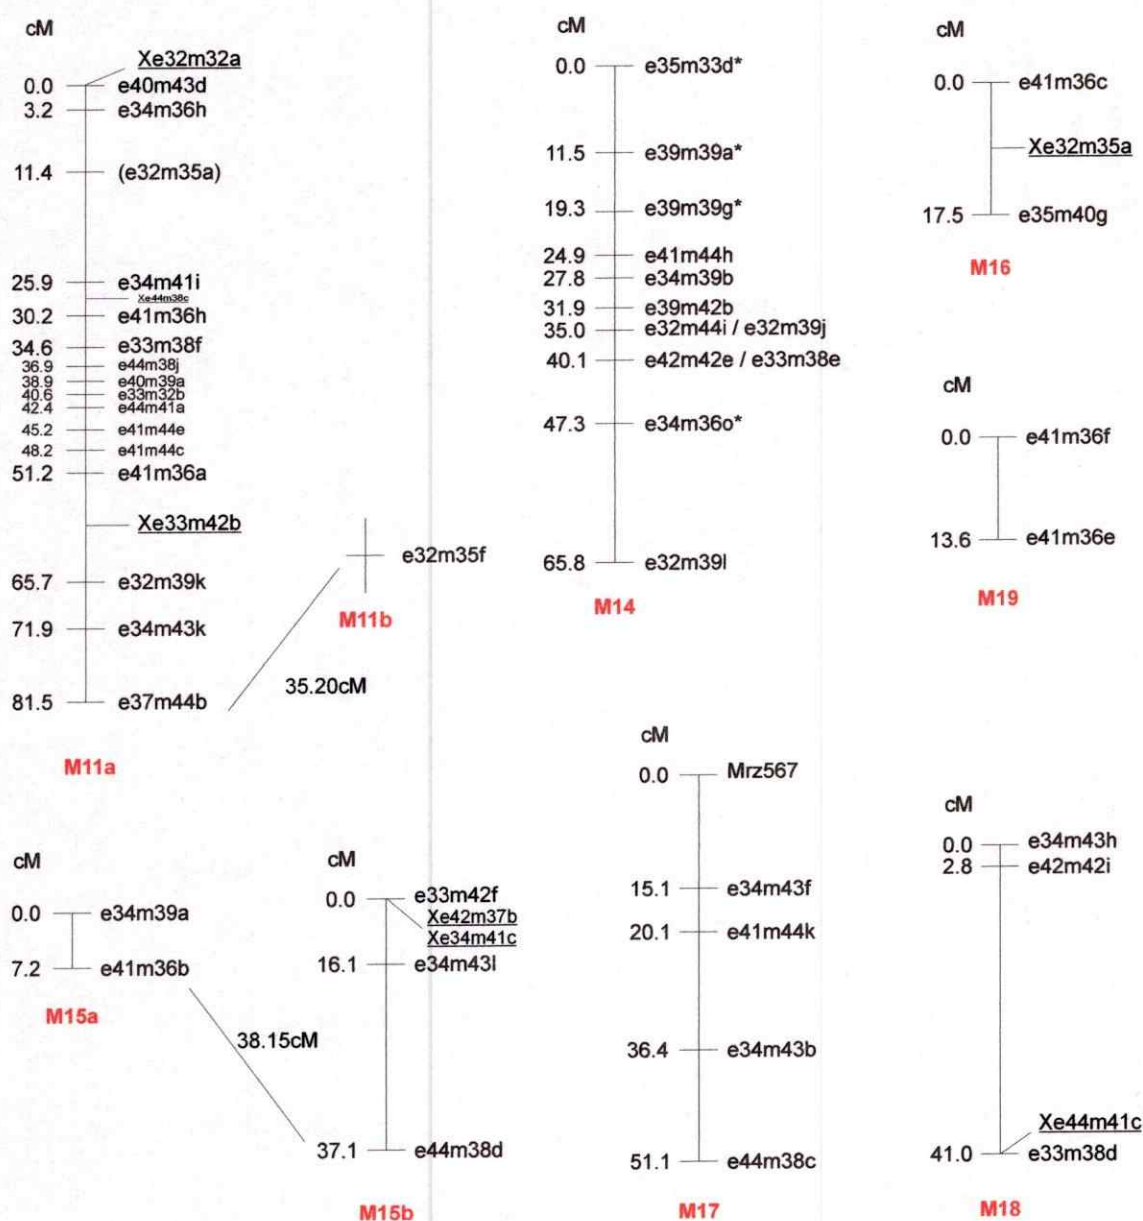 cM
Xe32m32a
0.0 e40m43d
3.2 e34m36h
11.4 (e32m35a)
25.9 e34m41i
Xe44m38c
30.2 e41m36h
34.6 e33m38f
36.9 e44m38j
38.9 e40m39a
40.6 e33m32b
42.4 e44m41a
45.2 e41m44e
48.2 e41m44c
51.2 e41m36a
Xe33m42b
65.7 e32m39k
71.9 e34m43k
81.5 e37m44b
M11a
e32m35f
M11b
35.20cM
cM
0.0 e35m33d*
11.5 e39m39a*
19.3 e39m39g*
24.9 e41m44h
27.8 e34m39b
31.9 e39m42b
35.0 e32m44i / e32m39j
40.1 e42m42e / e33m38e
47.3 e34m36o*
65.8 e32m39l
M14
cM
0.0 e41m36c
Xe32m35a
17.5 e35m40g
M16
cM
0.0 e41m36f
13.6 e41m36e
M19
cM
0.0 e34m39a
7.2 e41m36b
M15a
38.15cM
cM
0.0 e33m42f
Xe42m37b
Xe34m41c
16.1 e34m43l
37.1 e44m38d
M15b
cM
0.0 Mrz567
15.1 e34m43f
20.1 e41m44k
36.4 e34m43b
51.1 e44m38c
M17
cM
0.0 e34m43h
2.8 e42m42i
Xe44m41c
41.0 e33m38d
M18